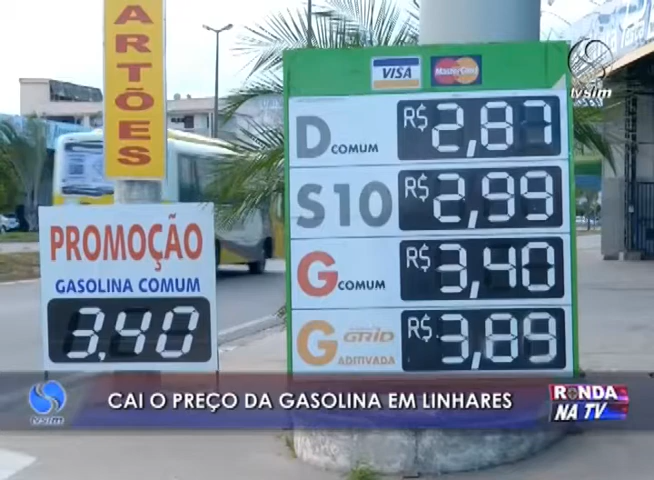 CARTÕES
PROMOÇÃO
GASOLINA COMUM
3,40
VISA
MasterCard
D COMUM R$ 2,87
S10 R$ 2,99
G COMUM R$ 3,40
G GRID ADITIVADA R$ 3,89
CAI O PREÇO DA GASOLINA EM LINHARES
tvsim
RONDA
NA TV
tvsim